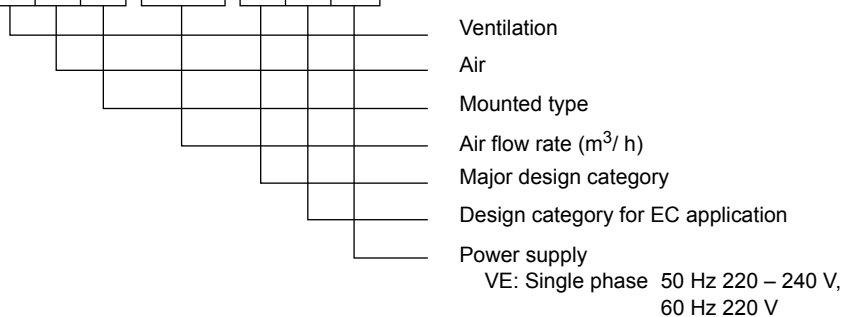 Ventilation
Air
Mounted type
Air flow rate (m³/ h)
Major design category
Design category for EC application
Power supply
VE: Single phase 50 Hz 220 – 240 V,
60 Hz 220 V